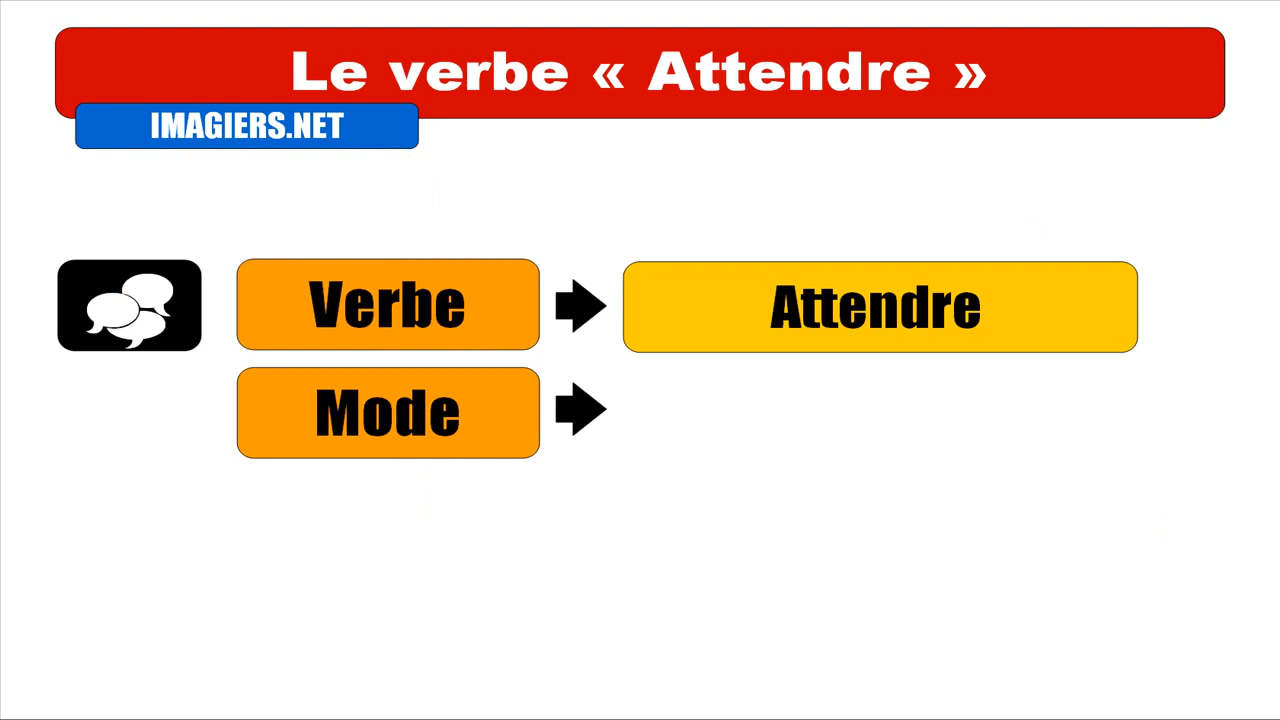 Le verbe « Attendre »
IMAGIERS.NET
Verbe
Attendre
Mode